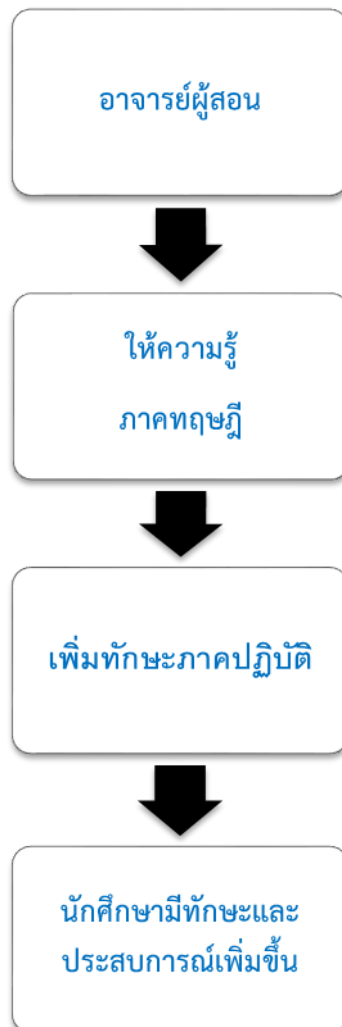 อาจารย์ผู้สอน
ให้ความรู้
ภาคทฤษฎี
เพิ่มทักษะภาคปฏิบัติ
นักศึกษามีทักษะและ
ประสบการณ์เพิ่มขึ้น